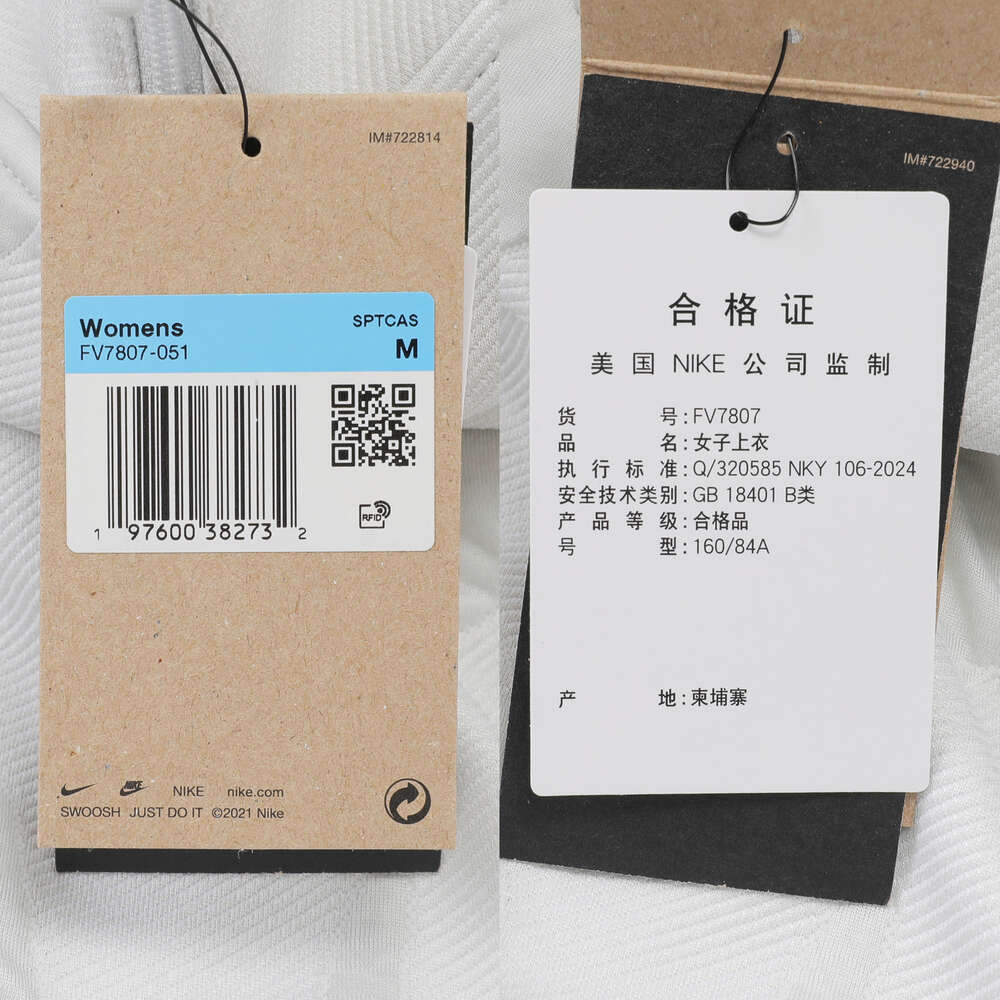 IM#722814
Womens
SPTCAS
FV7807-051
M
RFID
1 97600 38273 2
NIKE
NIKE nike.com
SWOOSH JUST DO IT ©2021 Nike
IM#722940
合格证
美国 NIKE 公司监制
货号:FV7807
品名:女子上衣
执行标准:Q/320585 NKY 106-2024
安全技术类别:GB 18401 B类
产品等级:合格品
号型:160/84A
产地:柬埔寨